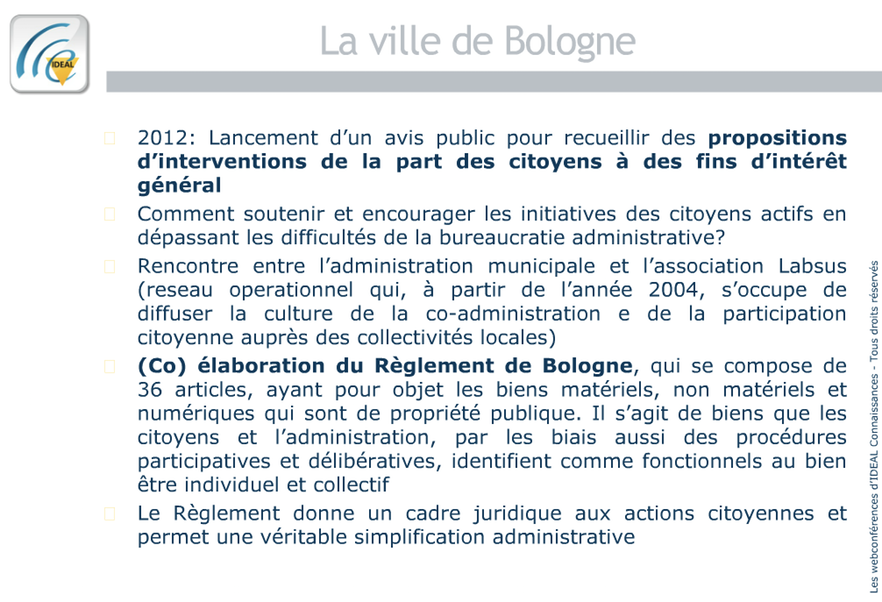 La ville de Bologne
IDEAL
2012: Lancement d'un avis public pour recueillir des propositions
d'interventions de la part des citoyens à des fins d'intérêt
général
Comment soutenir et encourager les initiatives des citoyens actifs en
dépassant les difficultés de la bureaucratie administrative?
Rencontre entre l'administration municipale et l'association Labsus
(reseau operationnel qui, à partir de l'année 2004, s'occupe de
diffuser la culture de la co-administration e de la participation
citoyenne auprès des collectivités locales)
(Co) élaboration du Règlement de Bologne, qui se compose de
36 articles, ayant pour objet les biens matériels, non matériels et
numériques qui sont de propriété publique. Il s'agit de biens que les
citoyens et l'administration, par les biais aussi des procédures
participatives et délibératives, identifient comme fonctionnels au bien
être individuel et collectif
Le Règlement donne un cadre juridique aux actions citoyennes et
permet une véritable simplification administrative
Les webconférences d'IDEAL Connaissances - Tous droits réservés